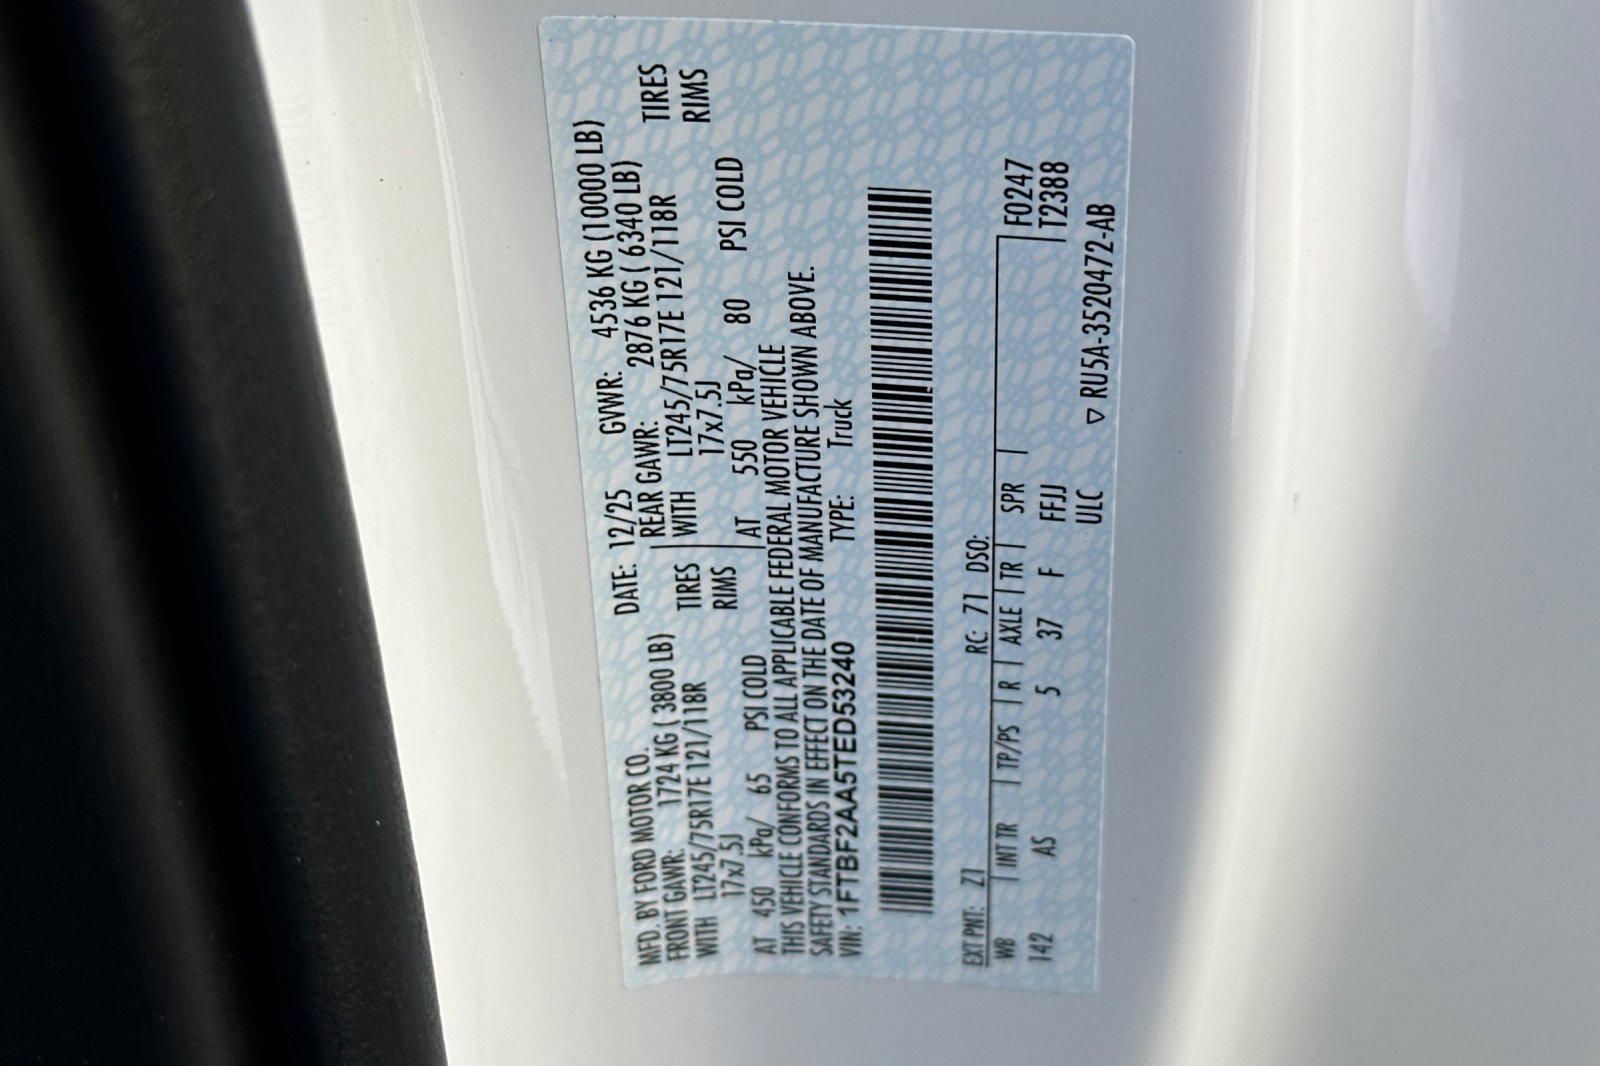 MFD. BY FORD MOTOR CO. DATE: 12/25 GVWR: 4536 KG (10000 LB)
FRONT GAWR: 1724 KG ( 3800 LB) REAR GAWR: 2876 KG ( 6340 LB)
WITH LT245/75R17E 121/118R TIRES WITH LT245/75R17E 121/118R TIRES
17x7.5J RIMS 17x7.5J RIMS
AT 450 kPa/ 65 PSI COLD AT 550 kPa/ 80 PSI COLD
THIS VEHICLE CONFORMS TO ALL APPLICABLE FEDERAL MOTOR VEHICLE
SAFETY STANDARDS IN EFFECT ON THE DATE OF MANUFACTURE SHOWN ABOVE.
VIN: 1FTBF2AA5TED53240 TYPE: Truck
EXT PNT: Z1 RC: 71 DSO:
WB INT TR TP/PS R AXLE TR SPR F0247
142 AS 5 37 F FFJJ T2388
ULC ▽ RU5A-3520472-AB